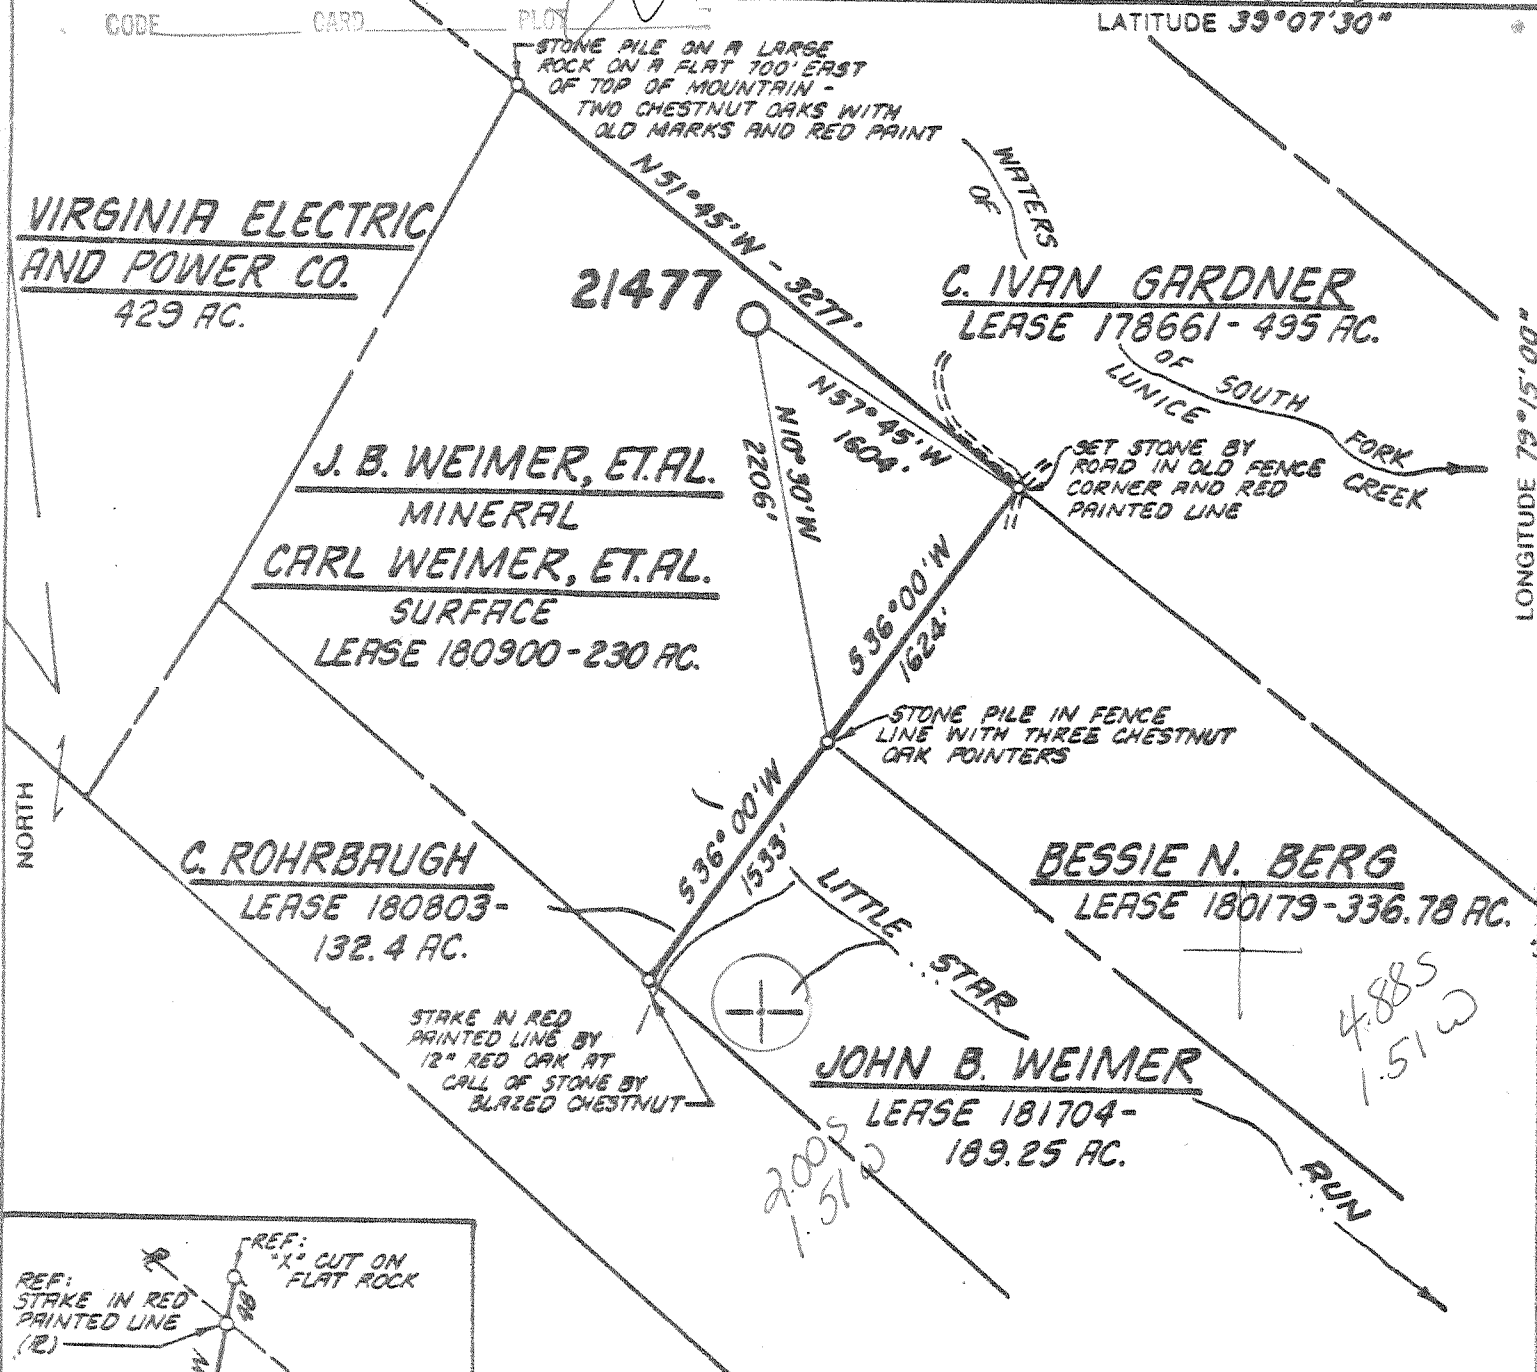 CODE CARD PLOT
LATITUDE 39°07'30"
STONE PILE ON A LARGE
ROCK ON A FLAT 700' EAST
OF TOP OF MOUNTAIN -
TWO CHESTNUT OAKS WITH
OLD MARKS AND RED PAINT
WATERS
OF
N51°45'W - 3277'
VIRGINIA ELECTRIC
AND POWER CO.
429 AC.
21477
C. IVAN GARDNER
LEASE 178661-495 AC.
OF SOUTH FORK
LUNICE CREEK
LONGITUDE 79°15'00"
N57°45'W
1604'
N10°30'W
2206'
SET STONE BY
ROAD IN OLD FENCE
CORNER AND RED
PAINTED LINE
J. B. WEIMER, ET.AL.
MINERAL
CARL WEIMER, ET.AL.
SURFACE
LEASE 180900-230 AC.
S36°00'W
1624'
STONE PILE IN FENCE
LINE WITH THREE CHESTNUT
OAK POINTERS
NORTH
S36°00'W
1533'
C. ROHRBAUGH
LEASE 180803-
132.4 AC.
LITTLE STAR RUN
BESSIE N. BERG
LEASE 180179-336.78 AC.
4.88S
1.51W
STAKE IN RED
PAINTED LINE BY
12" RED OAK AT
CALL OF STONE BY
BLAZED CHESTNUT
JOHN B. WEIMER
LEASE 181704-
189.25 AC.
2.00S
1.51W
REF:
"X" CUT ON
FLAT ROCK
REF:
STAKE IN RED
PAINTED LINE
(R)